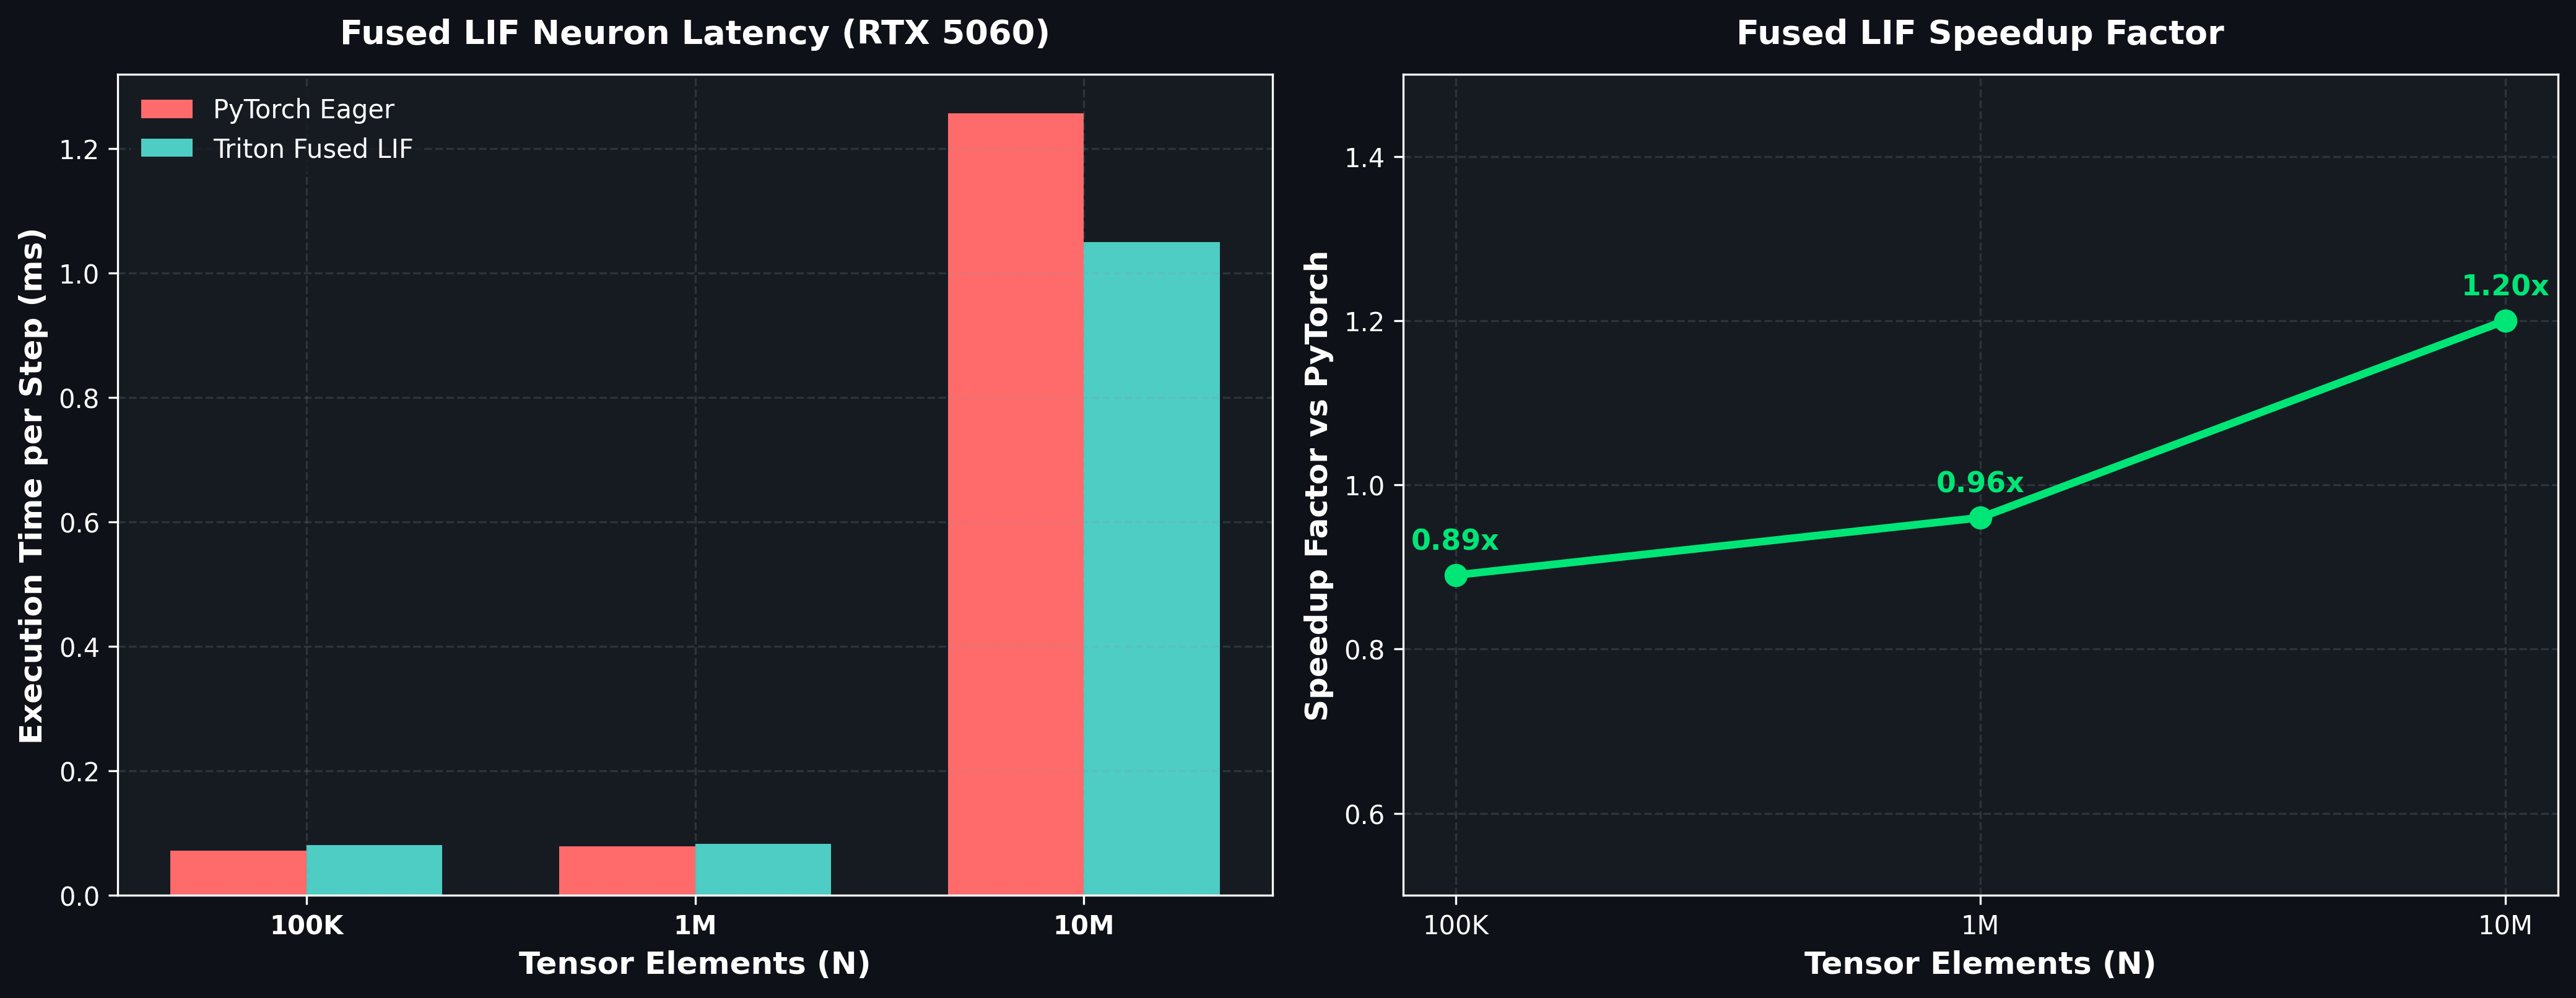 Fused LIF Neuron Latency (RTX 5060)
PyTorch Eager
Triton Fused LIF
Execution Time per Step (ms)
1.2
1.0
0.8
0.6
0.4
0.2
0.0
100K 1M 10M
Tensor Elements (N)
Fused LIF Speedup Factor
Speedup Factor vs PyTorch
1.4
1.2
1.0
0.8
0.6
0.89x
0.96x
1.20x
100K 1M 10M
Tensor Elements (N)